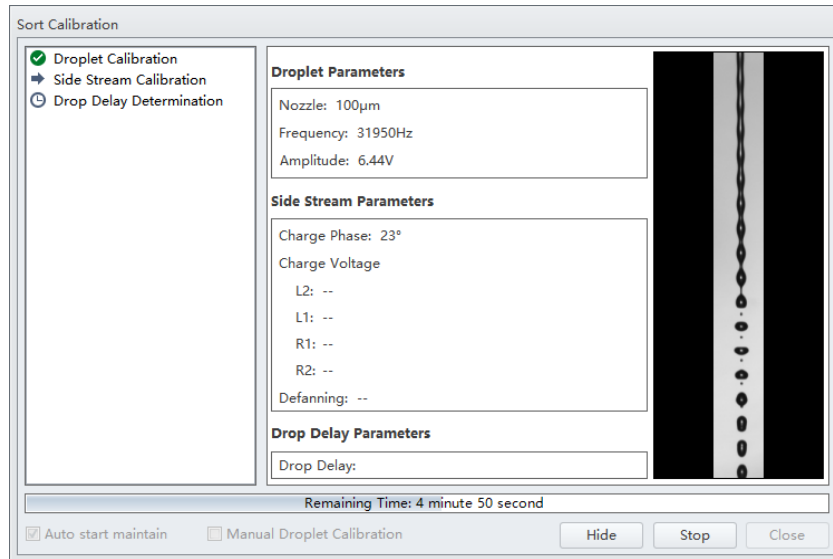 Sort Calibration
Droplet Calibration
Side Stream Calibration
Drop Delay Determination
Droplet Parameters
Nozzle: 100μm
Frequency: 31950Hz
Amplitude: 6.44V
Side Stream Parameters
Charge Phase: 23°
Charge Voltage
L2: --
L1: --
R1: --
R2: --
Defanning: --
Drop Delay Parameters
Drop Delay:
Remaining Time: 4 minute 50 second
Auto start maintain Manual Droplet Calibration Hide Stop Close